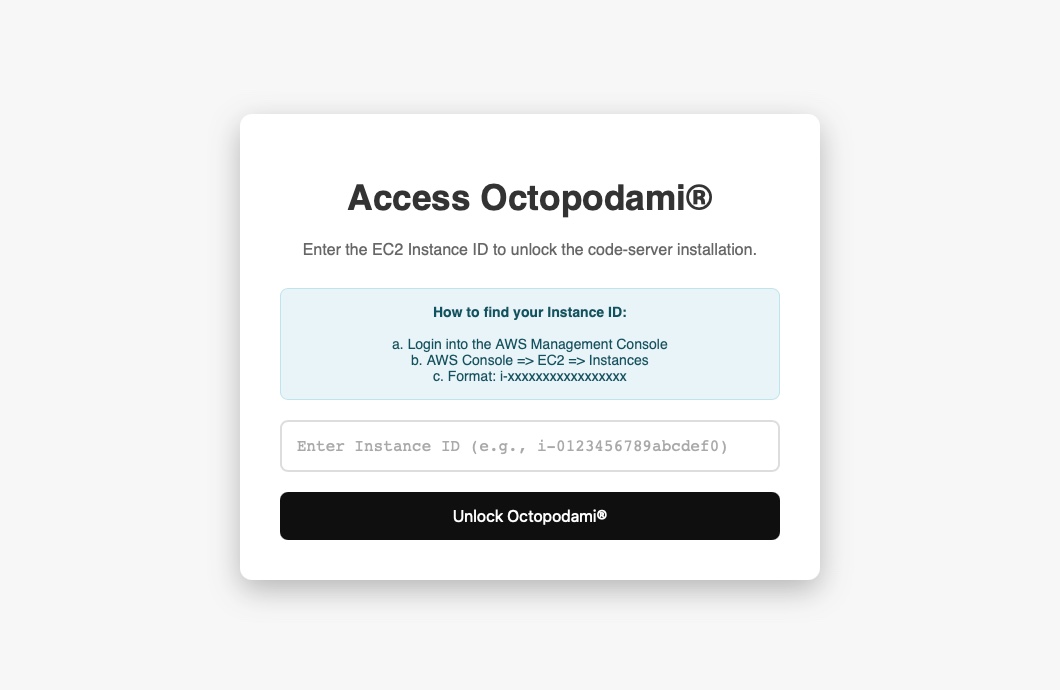 Access Octopodami®
Enter the EC2 Instance ID to unlock the code-server installation.
How to find your Instance ID:
a. Login into the AWS Management Console
b. AWS Console => EC2 => Instances
c. Format: i-xxxxxxxxxxxxxxxxx
Enter Instance ID (e.g., i-0123456789abcdef0)
Unlock Octopodami®